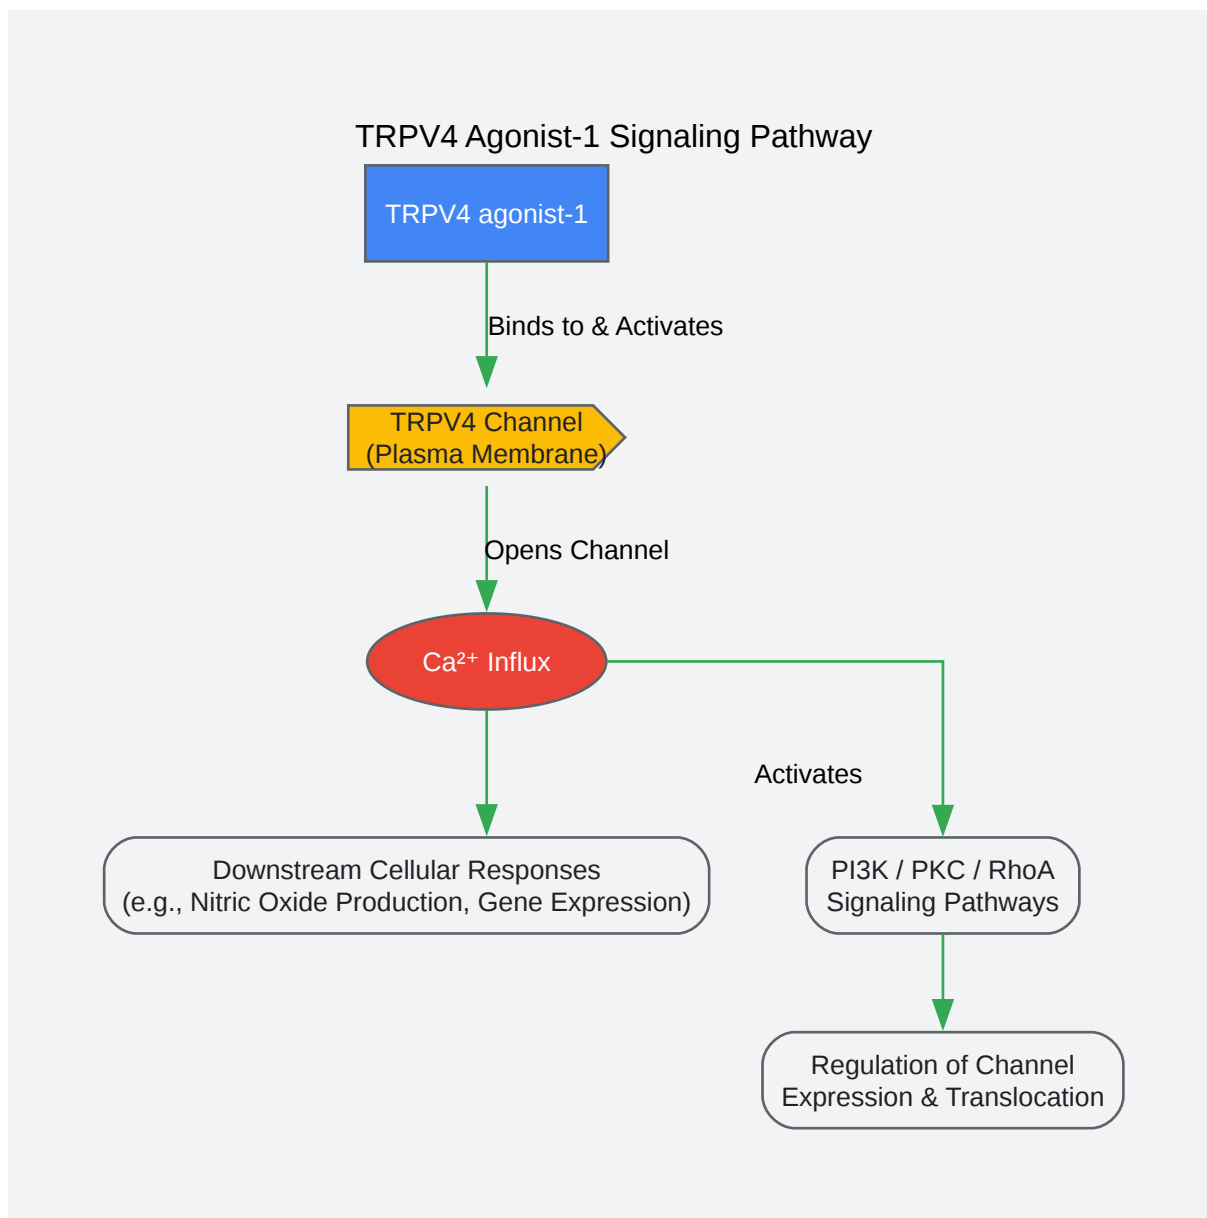 TRPV4 Agonist-1 Signaling Pathway
TRPV4 agonist-1
Binds to & Activates
TRPV4 Channel
(Plasma Membrane)
Opens Channel
Ca²⁺ Influx
Activates
Downstream Cellular Responses
(e.g., Nitric Oxide Production, Gene Expression)
PI3K / PKC / RhoA
Signaling Pathways
Regulation of Channel
Expression & Translocation